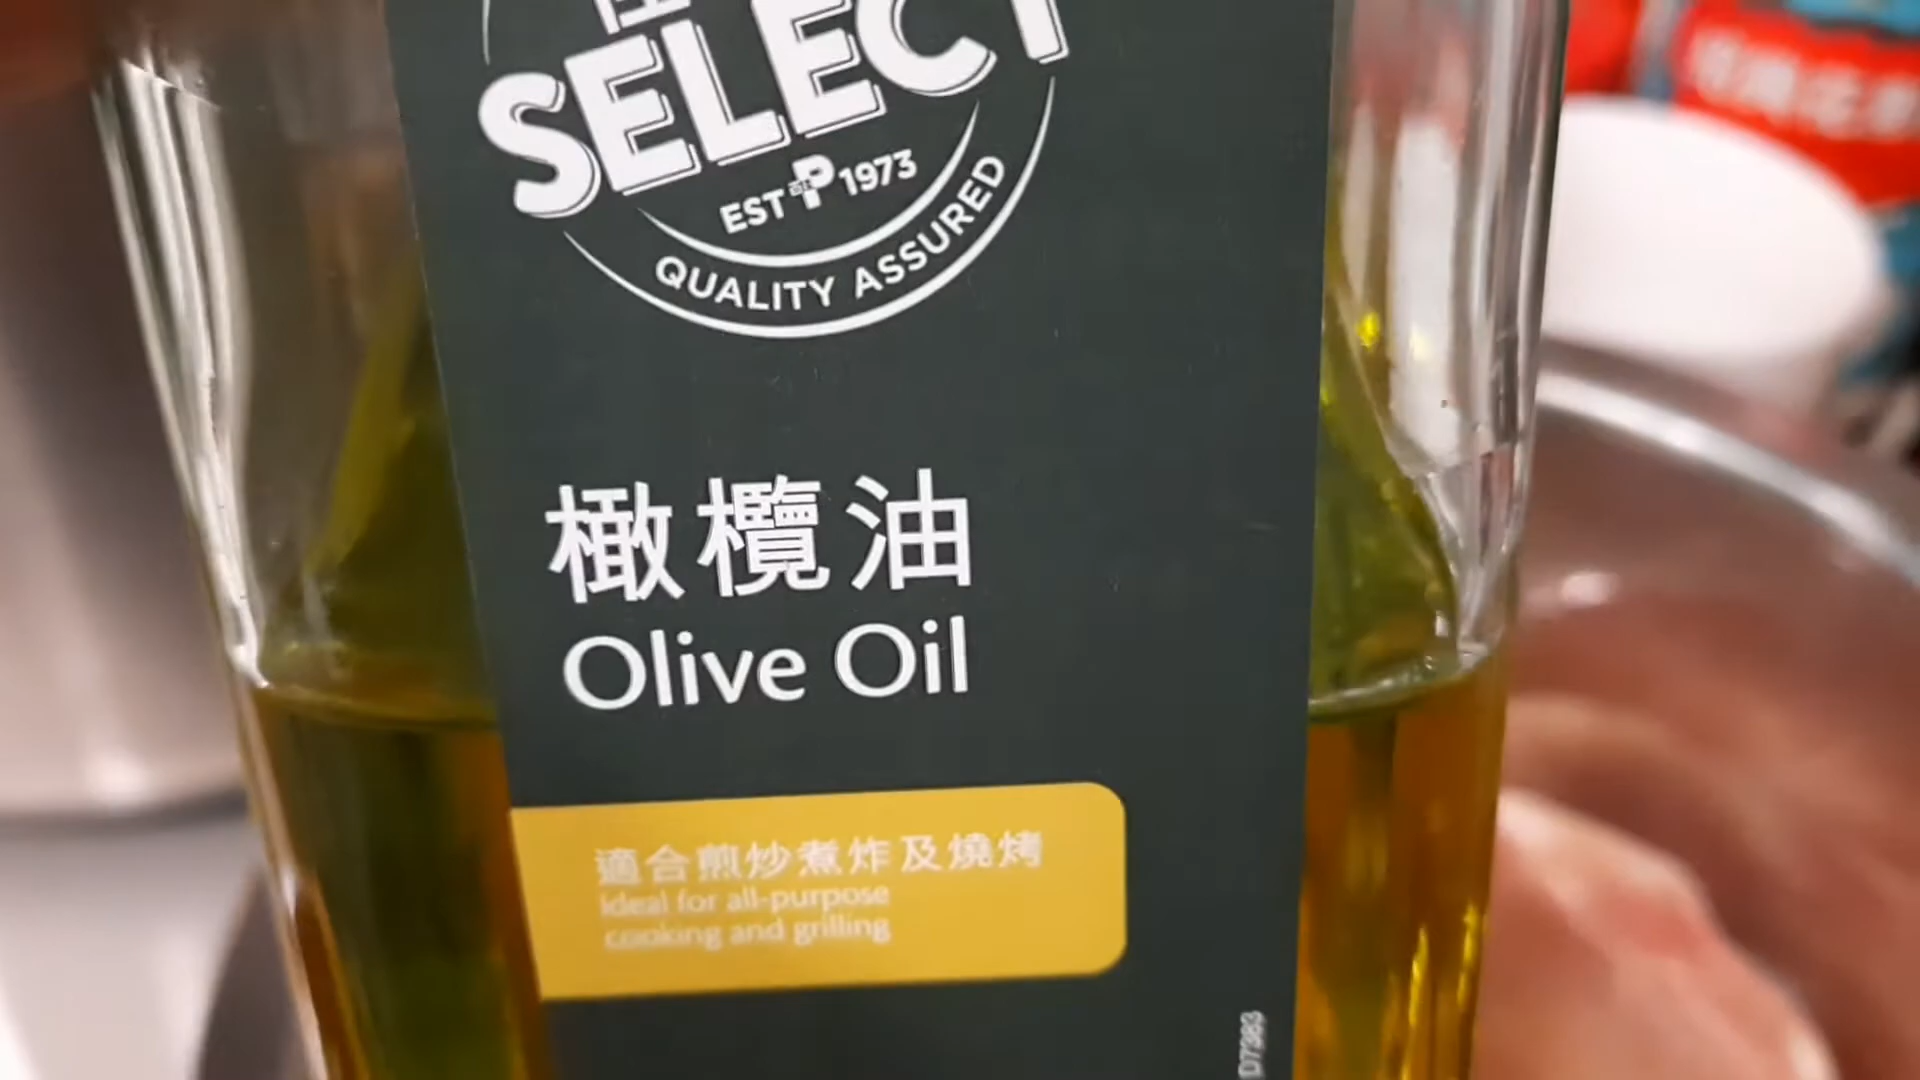 SELECT
EST P 1973
QUALITY ASSURED
橄欖油
Olive Oil
適合煎炒煮炸及燒烤
Ideal for all-purpose
cooking and grilling
D7383